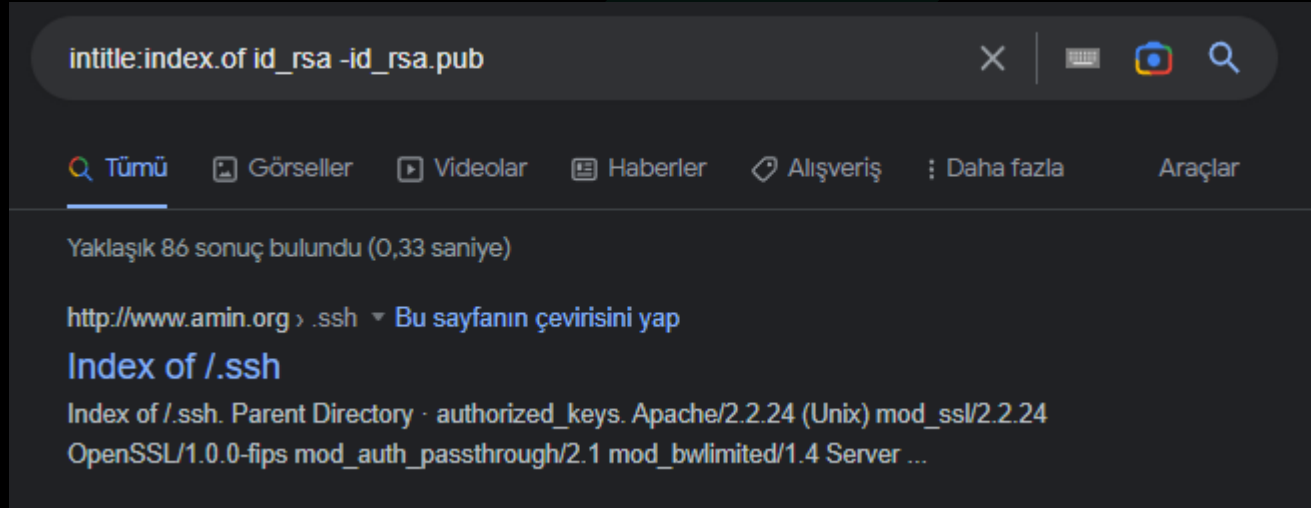 intitle:index.of id_rsa -id_rsa.pub
Tümü Görseller Videolar Haberler Alışveriş Daha fazla Araçlar
Yaklaşık 86 sonuç bulundu (0,33 saniye)
http://www.amin.org › .ssh Bu sayfanın çevirisini yap
Index of /.ssh
Index of /.ssh. Parent Directory · authorized_keys. Apache/2.2.24 (Unix) mod_ssl/2.2.24
OpenSSL/1.0.0-fips mod_auth_passthrough/2.1 mod_bwlimited/1.4 Server ...